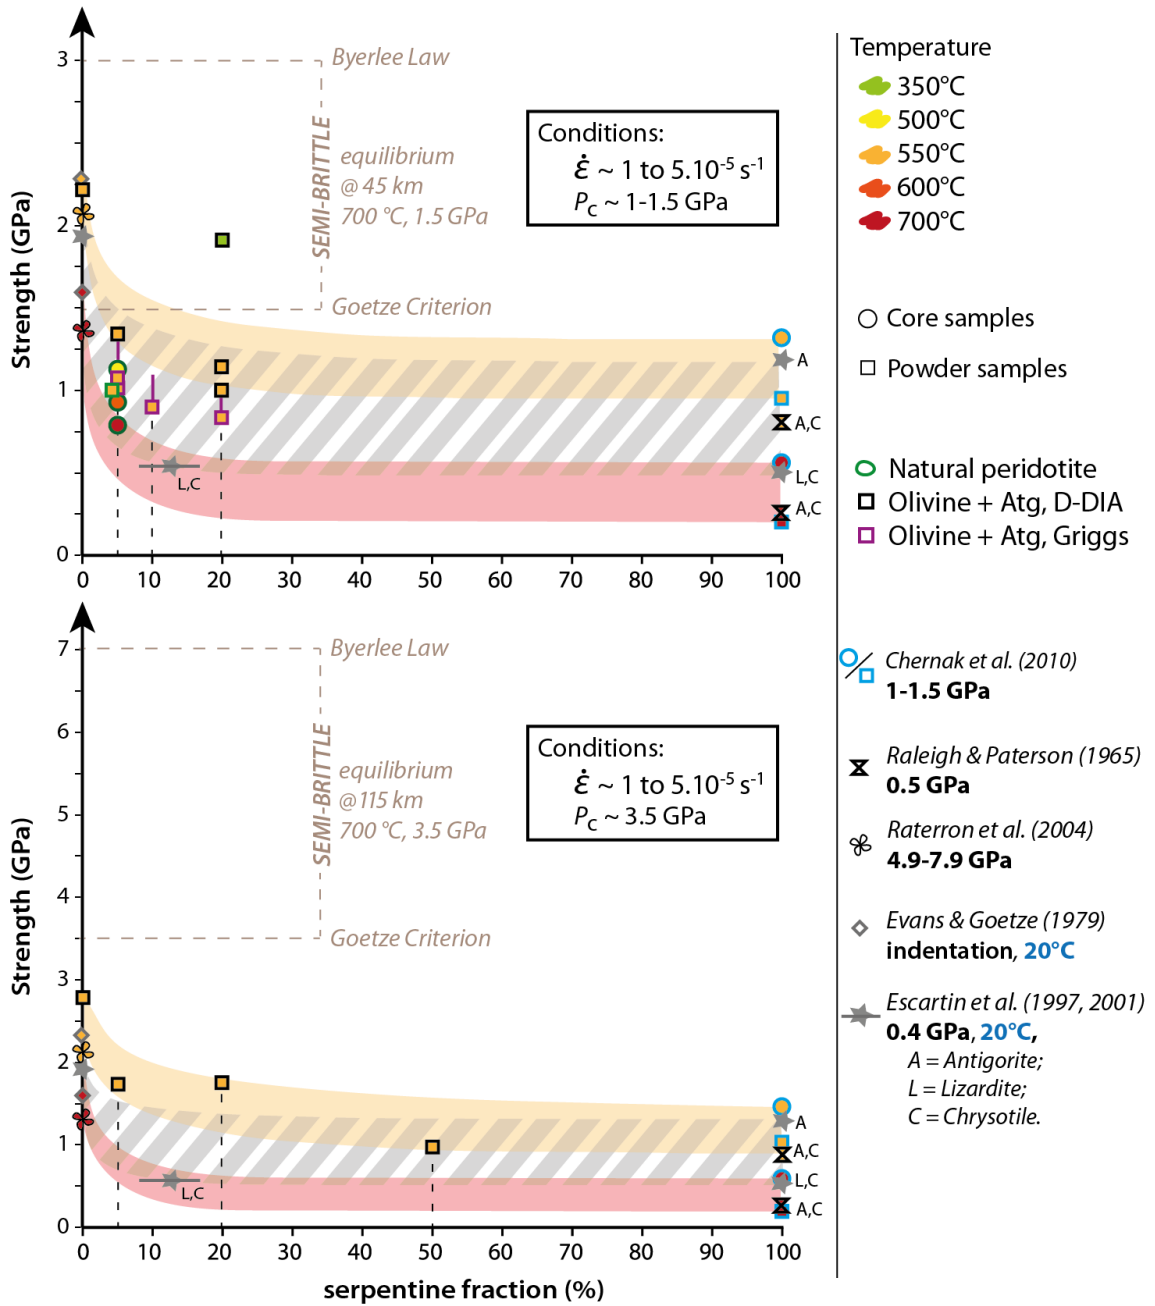 3
2
1
0
Strength (GPa)
Byerlee Law
SEMI-BRITTLE
equilibrium
@ 45 km
700 °C, 1.5 GPa
Goetze Criterion
Conditions:
ε̇ ~ 1 to 5.10-5 s-1
Pc ~ 1-1.5 GPa
A
A,C
L,C
A,C
L,C
0 10 20 30 40 50 60 70 80 90 100
7
6
5
4
3
2
1
0
Strength (GPa)
Byerlee Law
SEMI-BRITTLE
equilibrium
@115 km
700 °C, 3.5 GPa
Goetze Criterion
Conditions:
ε̇ ~ 1 to 5.10-5 s-1
Pc ~ 3.5 GPa
A
A,C
L,C
A,C
L,C
0 10 20 30 40 50 60 70 80 90 100
serpentine fraction (%)
Temperature
350°C
500°C
550°C
600°C
700°C
Core samples
Powder samples
Natural peridotite
Olivine + Atg, D-DIA
Olivine + Atg, Griggs
Chernak et al. (2010)
1-1.5 GPa
Raleigh & Paterson (1965)
0.5 GPa
Raterron et al. (2004)
4.9-7.9 GPa
Evans & Goetze (1979)
indentation, 20°C
Escartin et al. (1997, 2001)
0.4 GPa, 20°C,
A = Antigorite;
L = Lizardite;
C = Chrysotile.